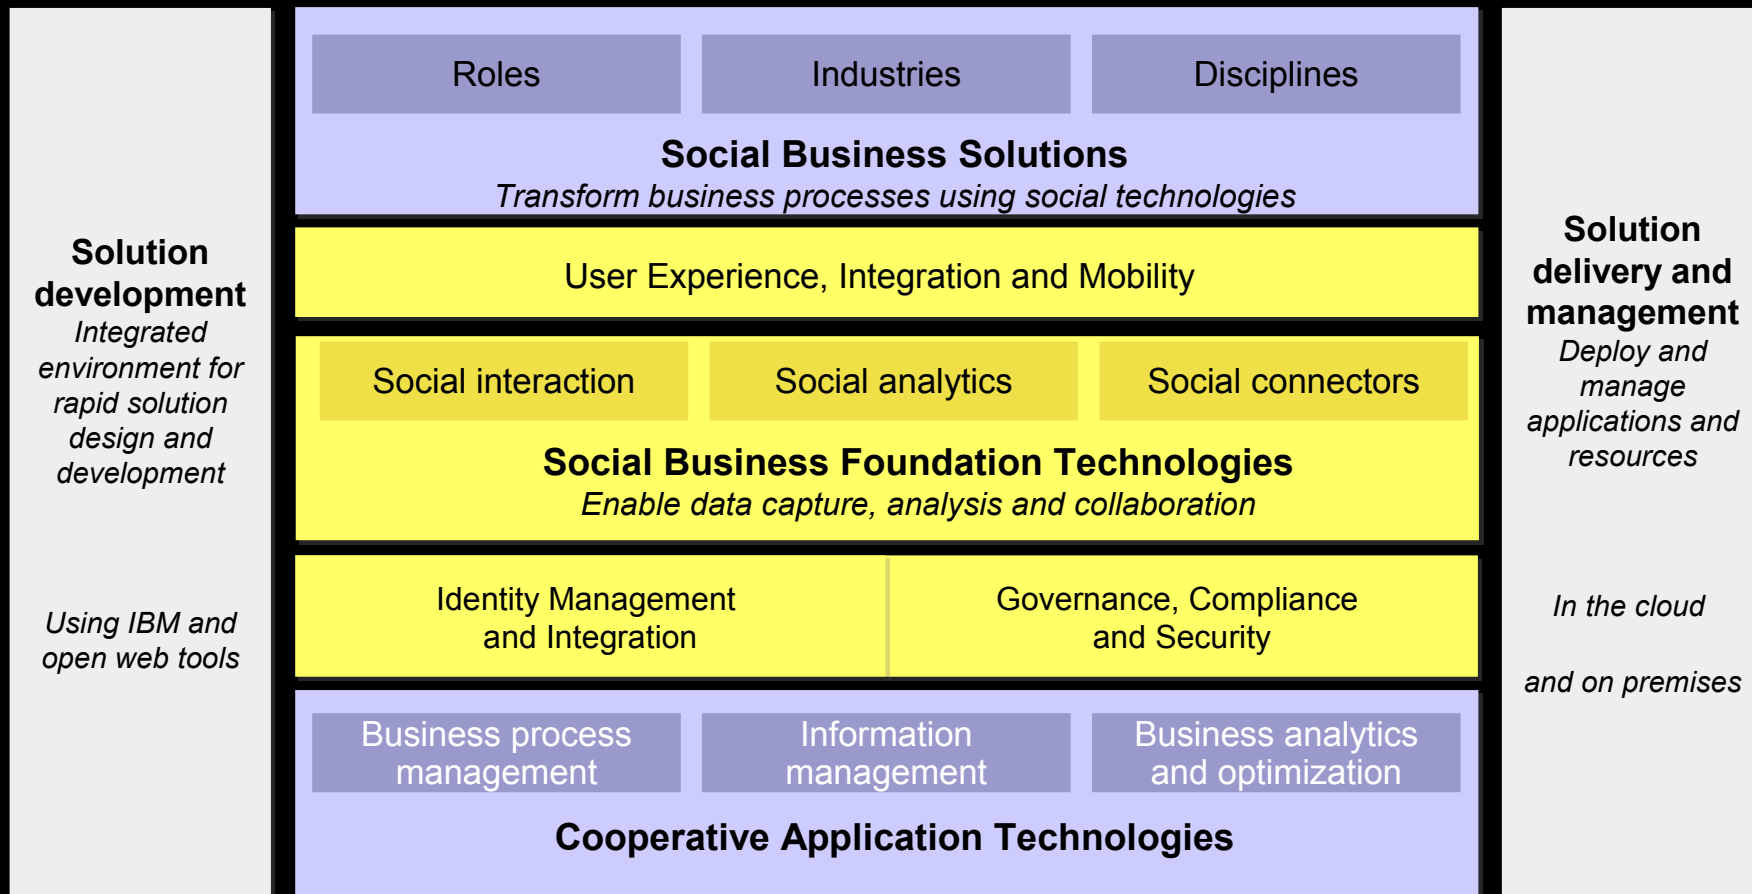 Solution
development
Integrated
environment for
rapid solution
design and
development
Using IBM and
open web tools
Roles
Industries
Disciplines
Social Business Solutions
Transform business processes using social technologies
User Experience, Integration and Mobility
Social interaction
Social analytics
Social connectors
Social Business Foundation Technologies
Enable data capture, analysis and collaboration
Identity Management
and Integration
Governance, Compliance
and Security
Business process
management
Information
management
Business analytics
and optimization
Cooperative Application Technologies
Solution
delivery and
management
Deploy and
manage
applications and
resources
In the cloud
and on premises